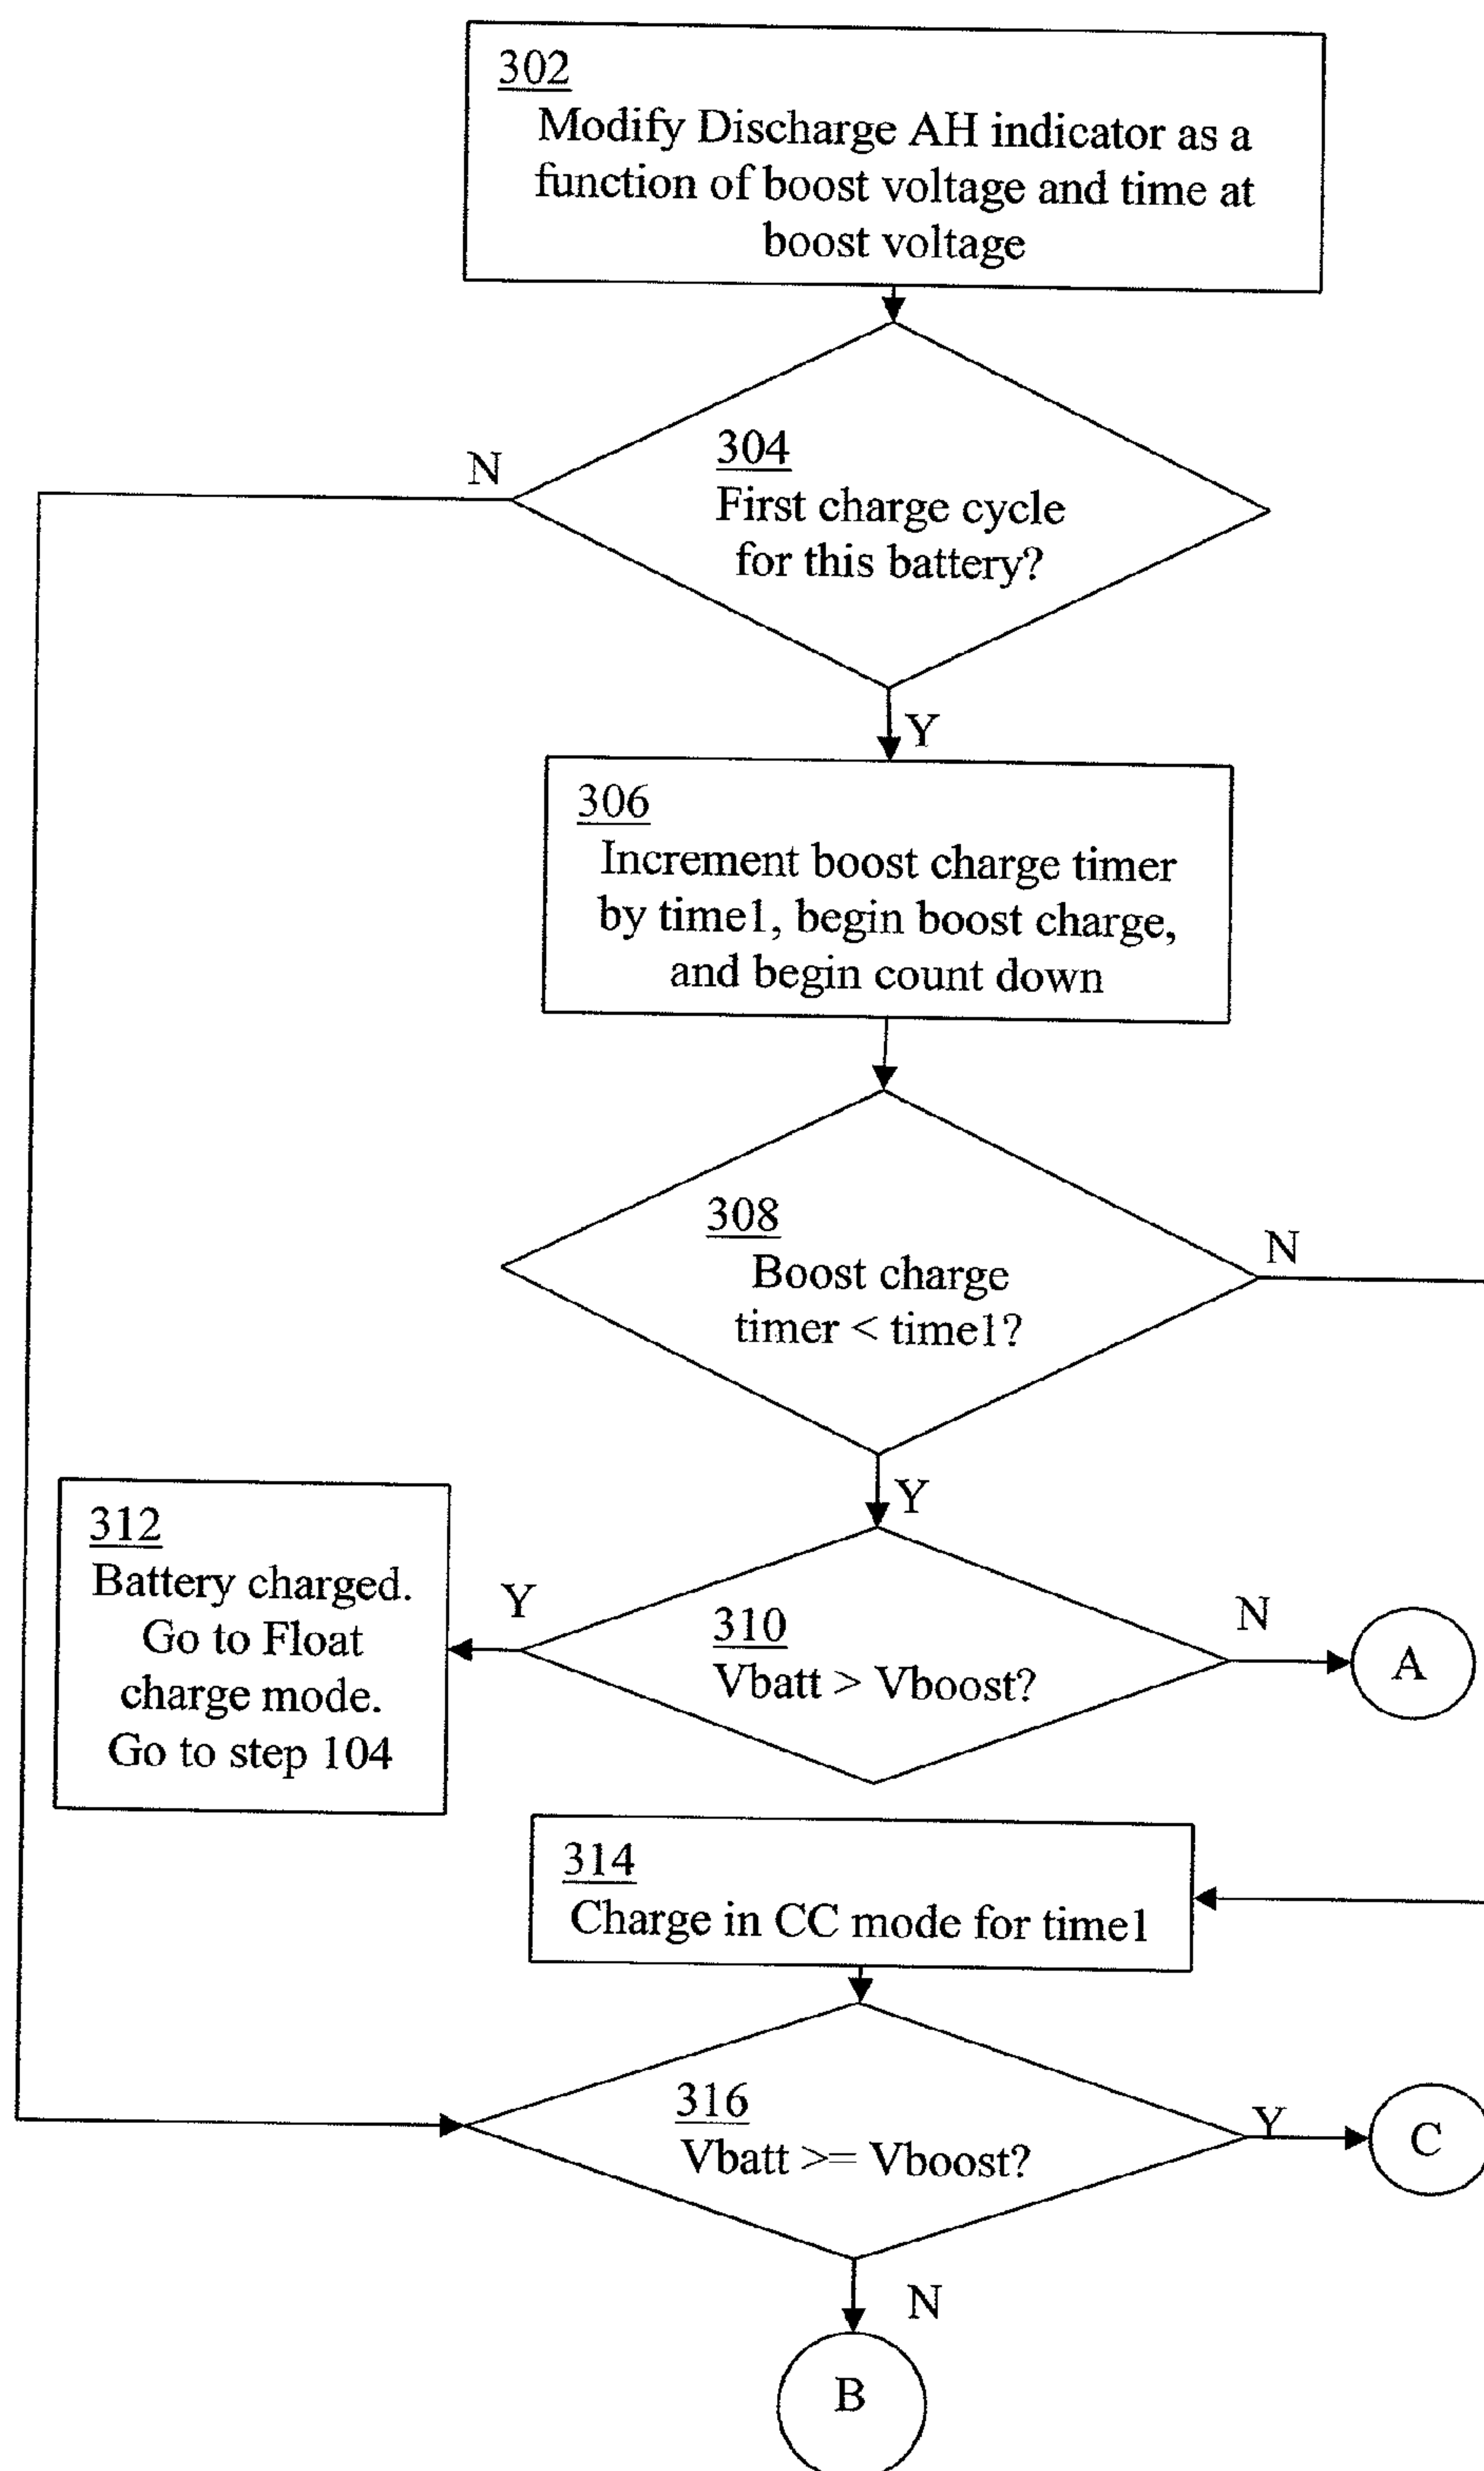 302
Modify Discharge AH indicator as a
function of boost voltage and time at
boost voltage
N
304
First charge cycle
for this battery?
Y
306
Increment boost charge timer
by time1, begin boost charge,
and begin count down
308
Boost charge
timer < time1?
N
Y
312
Battery charged.
Go to Float
charge mode.
Go to step 104
Y
310
Vbatt > Vboost?
N
A
314
Charge in CC mode for time1
316
Vbatt >= Vboost?
Y
C
N
B